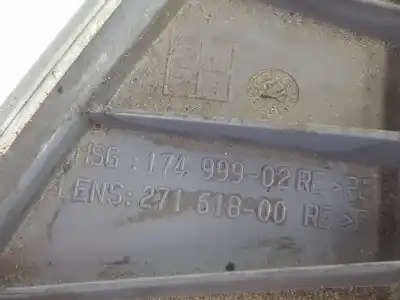 HSG : 174 999-02 RE >
LENS: 271 618-00 RE >